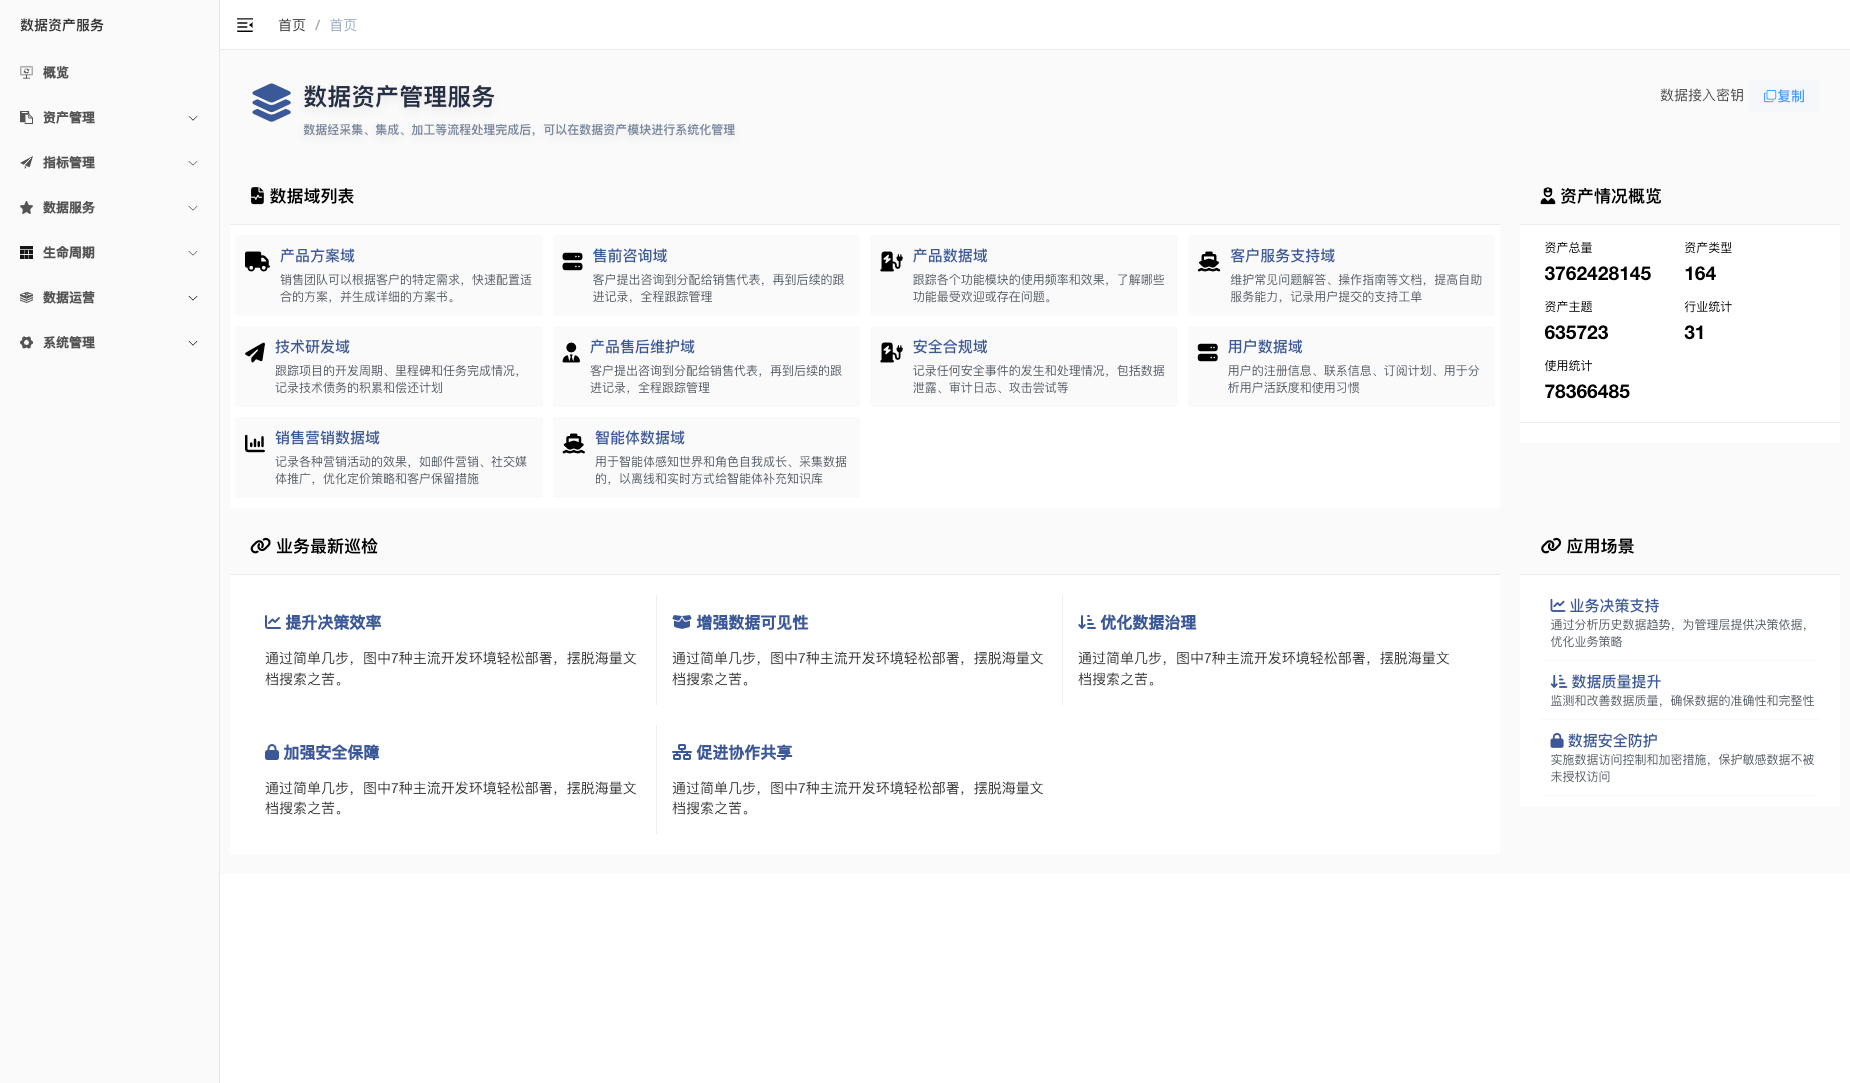 数据资产服务
首页 / 首页
概览
资产管理
指标管理
数据服务
生命周期
数据运营
系统管理
数据资产管理服务
数据经采集、集成、加工等流程处理完成后，可以在数据资产模块进行系统化管理
数据接入密钥
复制
数据域列表
产品方案域
销售团队可以根据客户的特定需求，快速配置适
合的方案，并生成详细的方案书。
售前咨询域
客户提出咨询到分配给销售代表，再到后续的跟
进记录，全程跟踪管理
产品数据域
跟踪各个功能模块的使用频率和效果，了解哪些
功能最受欢迎或存在问题。
客户服务支持域
维护常见问题解答、操作指南等文档，提高自助
服务能力，记录用户提交的支持工单
技术研发域
跟踪项目的开发周期、里程碑和任务完成情况，
记录技术债务的积累和偿还计划
产品售后维护域
客户提出咨询到分配给销售代表，再到后续的跟
进记录，全程跟踪管理
安全合规域
记录任何安全事件的发生和处理情况，包括数据
泄露、审计日志、攻击尝试等
用户数据域
用户的注册信息、联系信息、订阅计划、用于分
析用户活跃度和使用习惯
销售营销数据域
记录各种营销活动的效果，如邮件营销、社交媒
体推广，优化定价策略和客户保留措施
智能体数据域
用于智能体感知世界和角色自我成长、采集数据
的，以离线和实时方式给智能体补充知识库
资产情况概览
资产总量
3762428145
资产类型
164
资产主题
635723
行业统计
31
使用统计
78366485
业务最新巡检
提升决策效率
通过简单几步，图中7种主流开发环境轻松部署，摆脱海量文
档搜索之苦。
增强数据可见性
通过简单几步，图中7种主流开发环境轻松部署，摆脱海量文
档搜索之苦。
优化数据治理
通过简单几步，图中7种主流开发环境轻松部署，摆脱海量文
档搜索之苦。
加强安全保障
通过简单几步，图中7种主流开发环境轻松部署，摆脱海量文
档搜索之苦。
促进协作共享
通过简单几步，图中7种主流开发环境轻松部署，摆脱海量文
档搜索之苦。
应用场景
业务决策支持
通过分析历史数据趋势，为管理层提供决策依据，
优化业务策略
数据质量提升
监测和改善数据质量，确保数据的准确性和完整性
数据安全防护
实施数据访问控制和加密措施，保护敏感数据不被
未授权访问